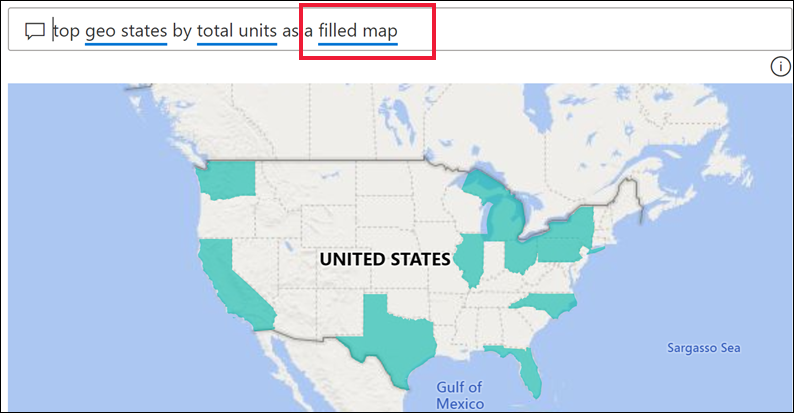 top geo states by total units as a filled map
UNITED STATES
Sargasso Sea
Gulf of
Mexico